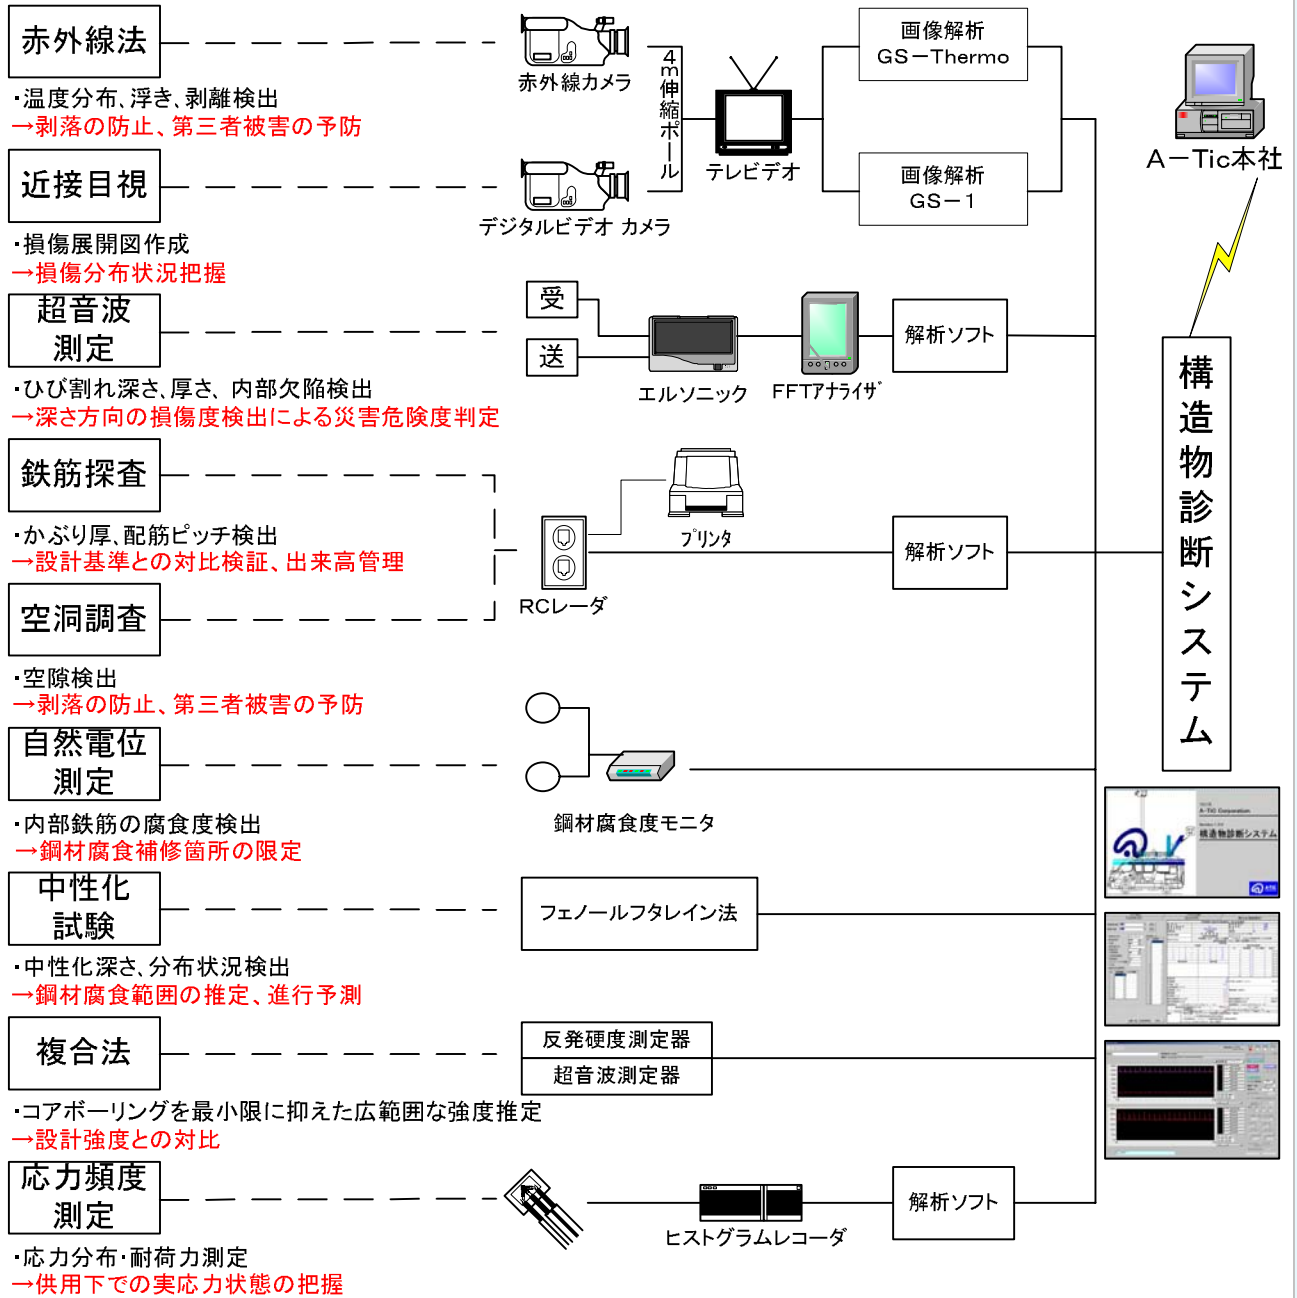 赤外線法
・温度分布、浮き、剥離検出
→剥落の防止、第三者被害の予防
近接目視
・損傷展開図作成
→損傷分布状況把握
超音波
測定
・ひび割れ深さ、厚さ、内部欠陥検出
→深さ方向の損傷度検出による災害危険度判定
鉄筋探査
・かぶり厚、配筋ピッチ検出
→設計基準との対比検証、出来高管理
空洞調査
・空隙検出
→剥落の防止、第三者被害の予防
自然電位
測定
・内部鉄筋の腐食度検出
→鋼材腐食補修箇所の限定
中性化
試験
・中性化深さ、分布状況検出
→鋼材腐食範囲の推定、進行予測
複合法
・コアボーリングを最小限に抑えた広範囲な強度推定
→設計強度との対比
応力頻度
測定
・応力分布・耐荷力測定
→供用下での実応力状態の把握
赤外線カメラ
デジタルビデオ カメラ
4m伸縮ポール
テレビデオ
画像解析
GS－Thermo
画像解析
GS－1
受
送
エルソニック
FFTアナライザ
解析ソフト
プリンタ
RCレーダ
解析ソフト
鋼材腐食度モニタ
フェノールフタレイン法
反発硬度測定器
超音波測定器
ヒストグラムレコーダ
解析ソフト
A－Tic本社
構造物診断システム
A-TiC Corporation
構造物診断システム